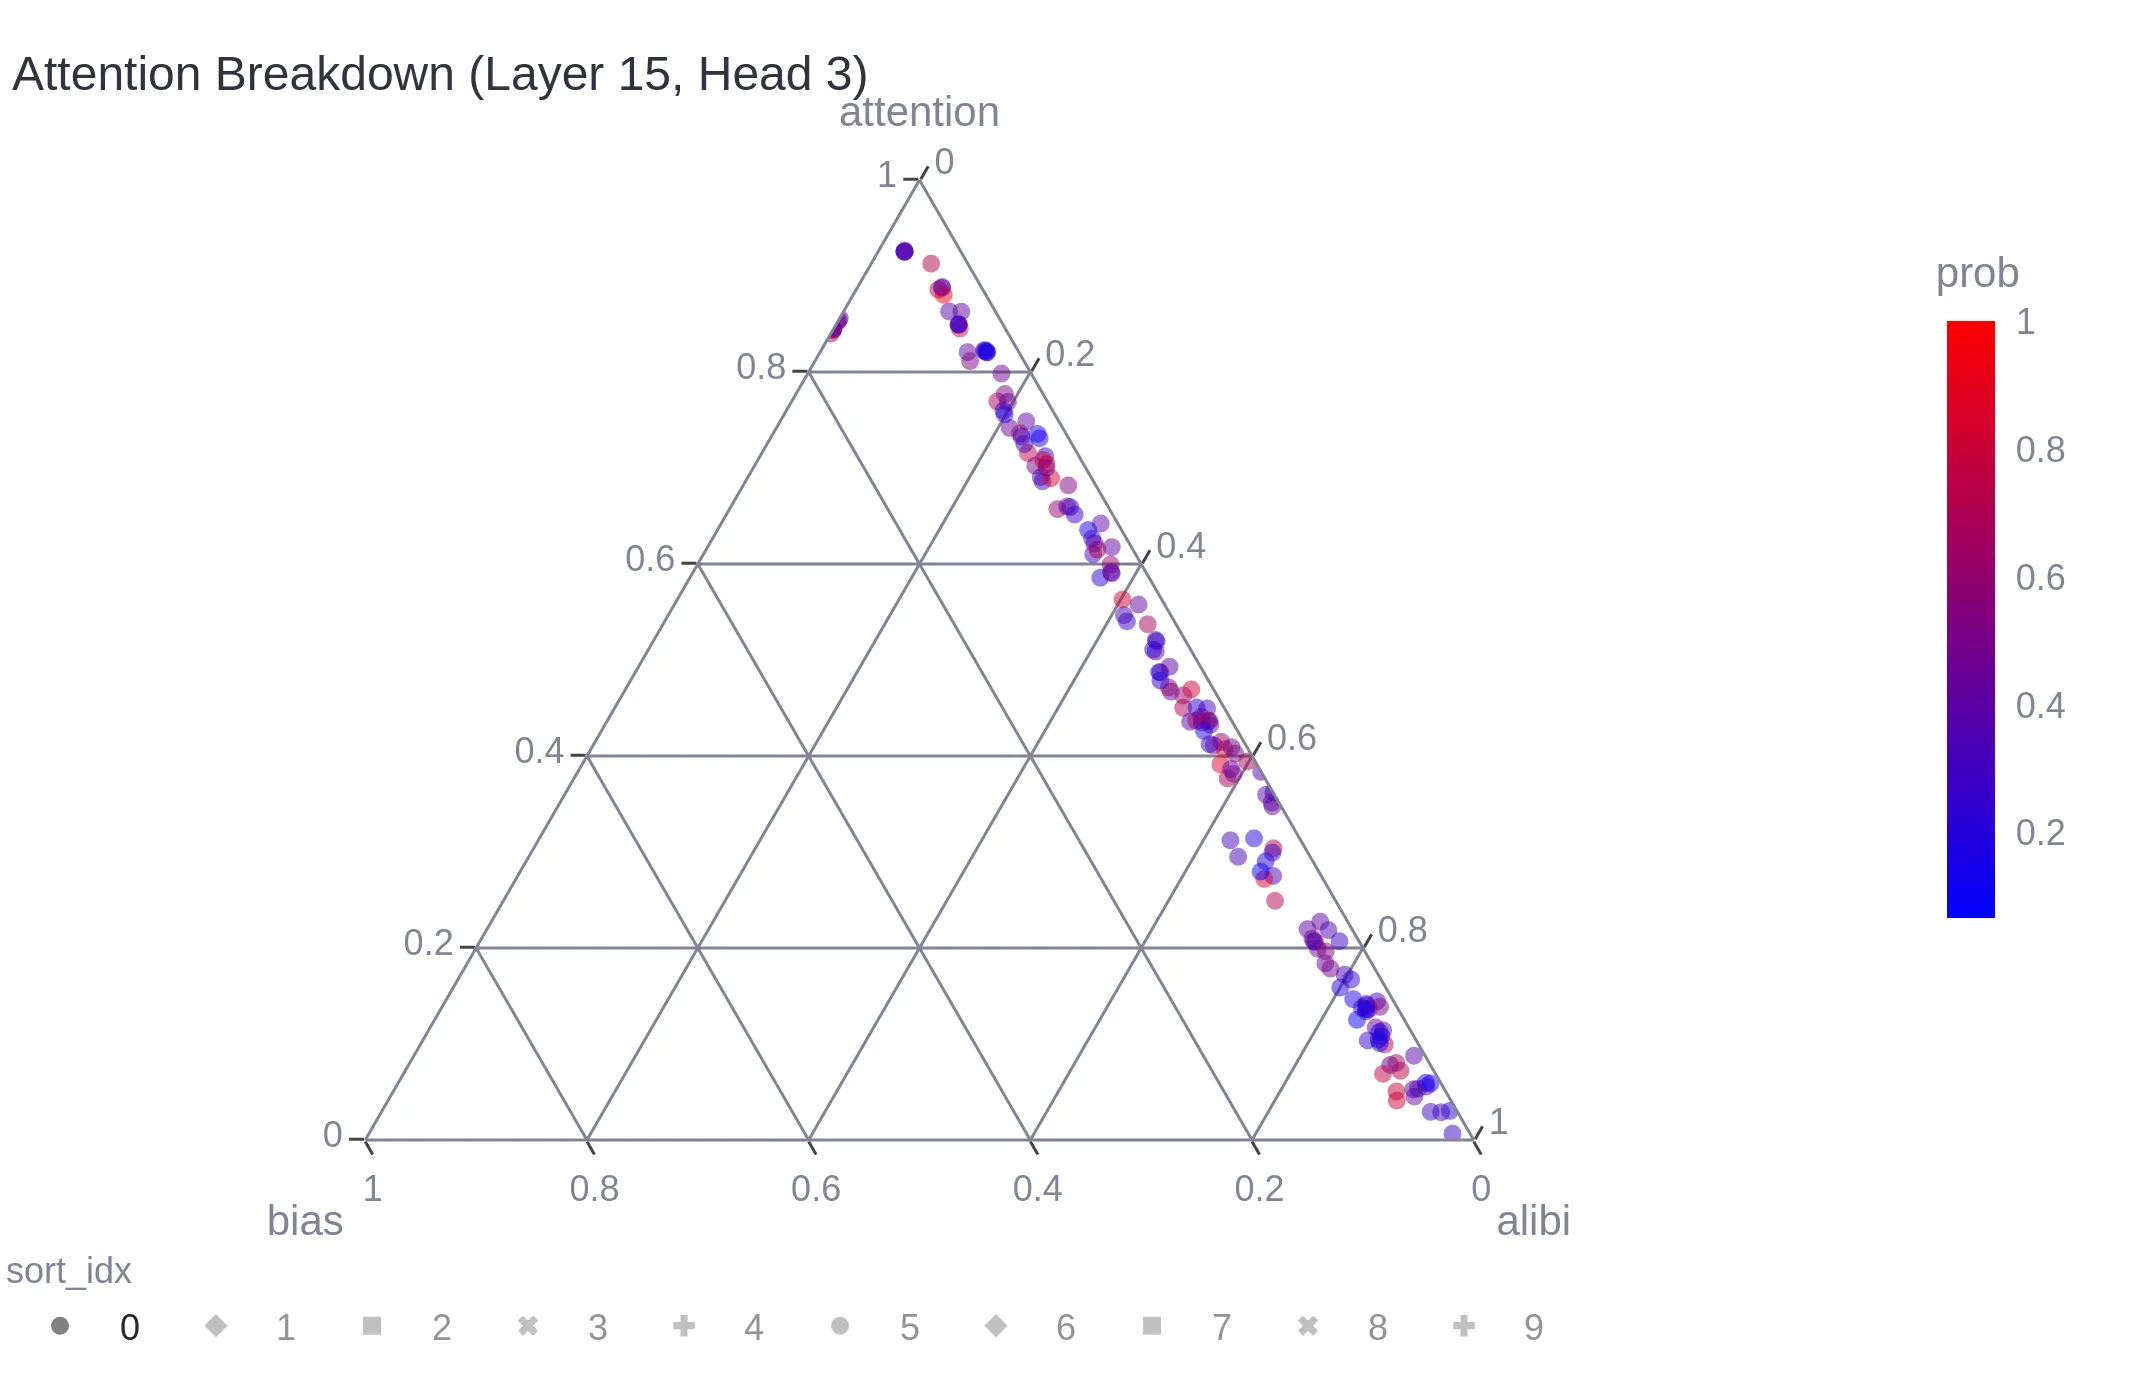 Attention Breakdown (Layer 15, Head 3)
attention
1 0
prob
1
0.8 0.2
0.8
0.6 0.4
0.6
0.4 0.6
0.4
0.2 0.8
0.2
0 1
1 0.8 0.6 0.4 0.2 0
bias alibi
sort_idx
0 1 2 3 4 5 6 7 8 9